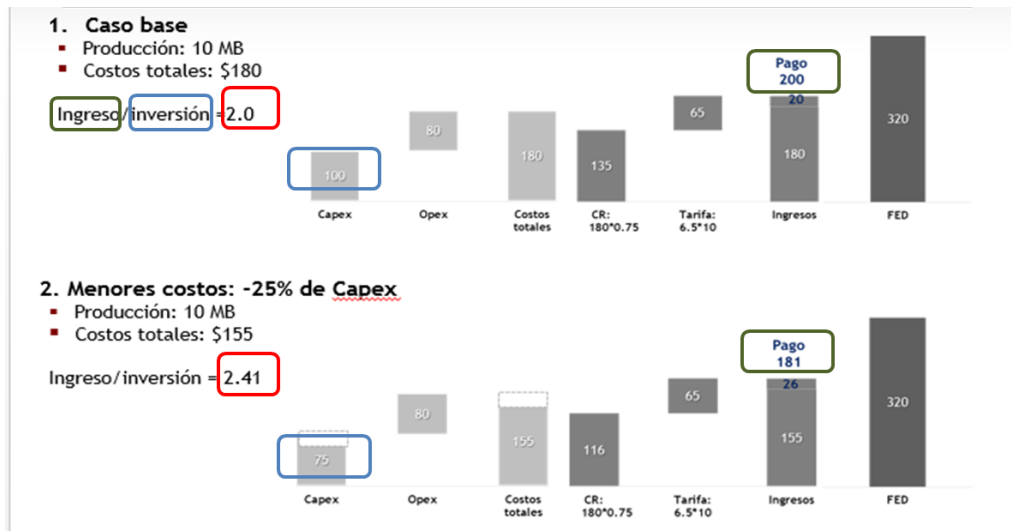 1. Caso base
▪ Producción: 10 MB
▪ Costos totales: $180
Ingreso/inversión =2.0
Pago
200
100
80
180
135
65
20
180
320
Capex
Opex
Costos
totales
CR:
180*0.75
Tarifa:
6.5*10
Ingresos
FED
2. Menores costos: -25% de Capex
▪ Producción: 10 MB
▪ Costos totales: $155
Ingreso/inversión =2.41
Pago
181
75
80
155
116
65
26
155
320
Capex
Opex
Costos
totales
CR:
180*0.75
Tarifa:
6.5*10
Ingresos
FED